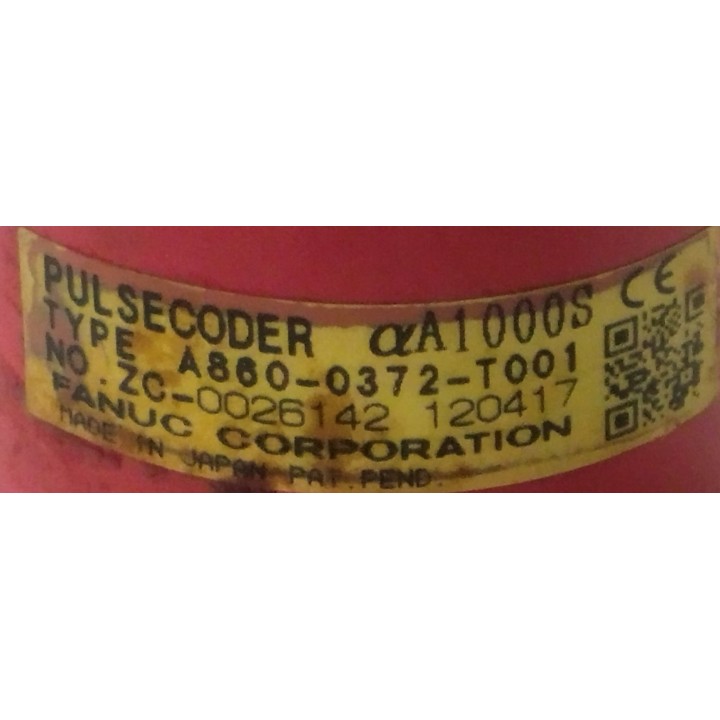 PULSECODER αA1000S CE
TYPE A860-0372-T001
NO. ZC-0026142 120417
FANUC CORPORATION
MADE IN JAPAN PAT.PEND.